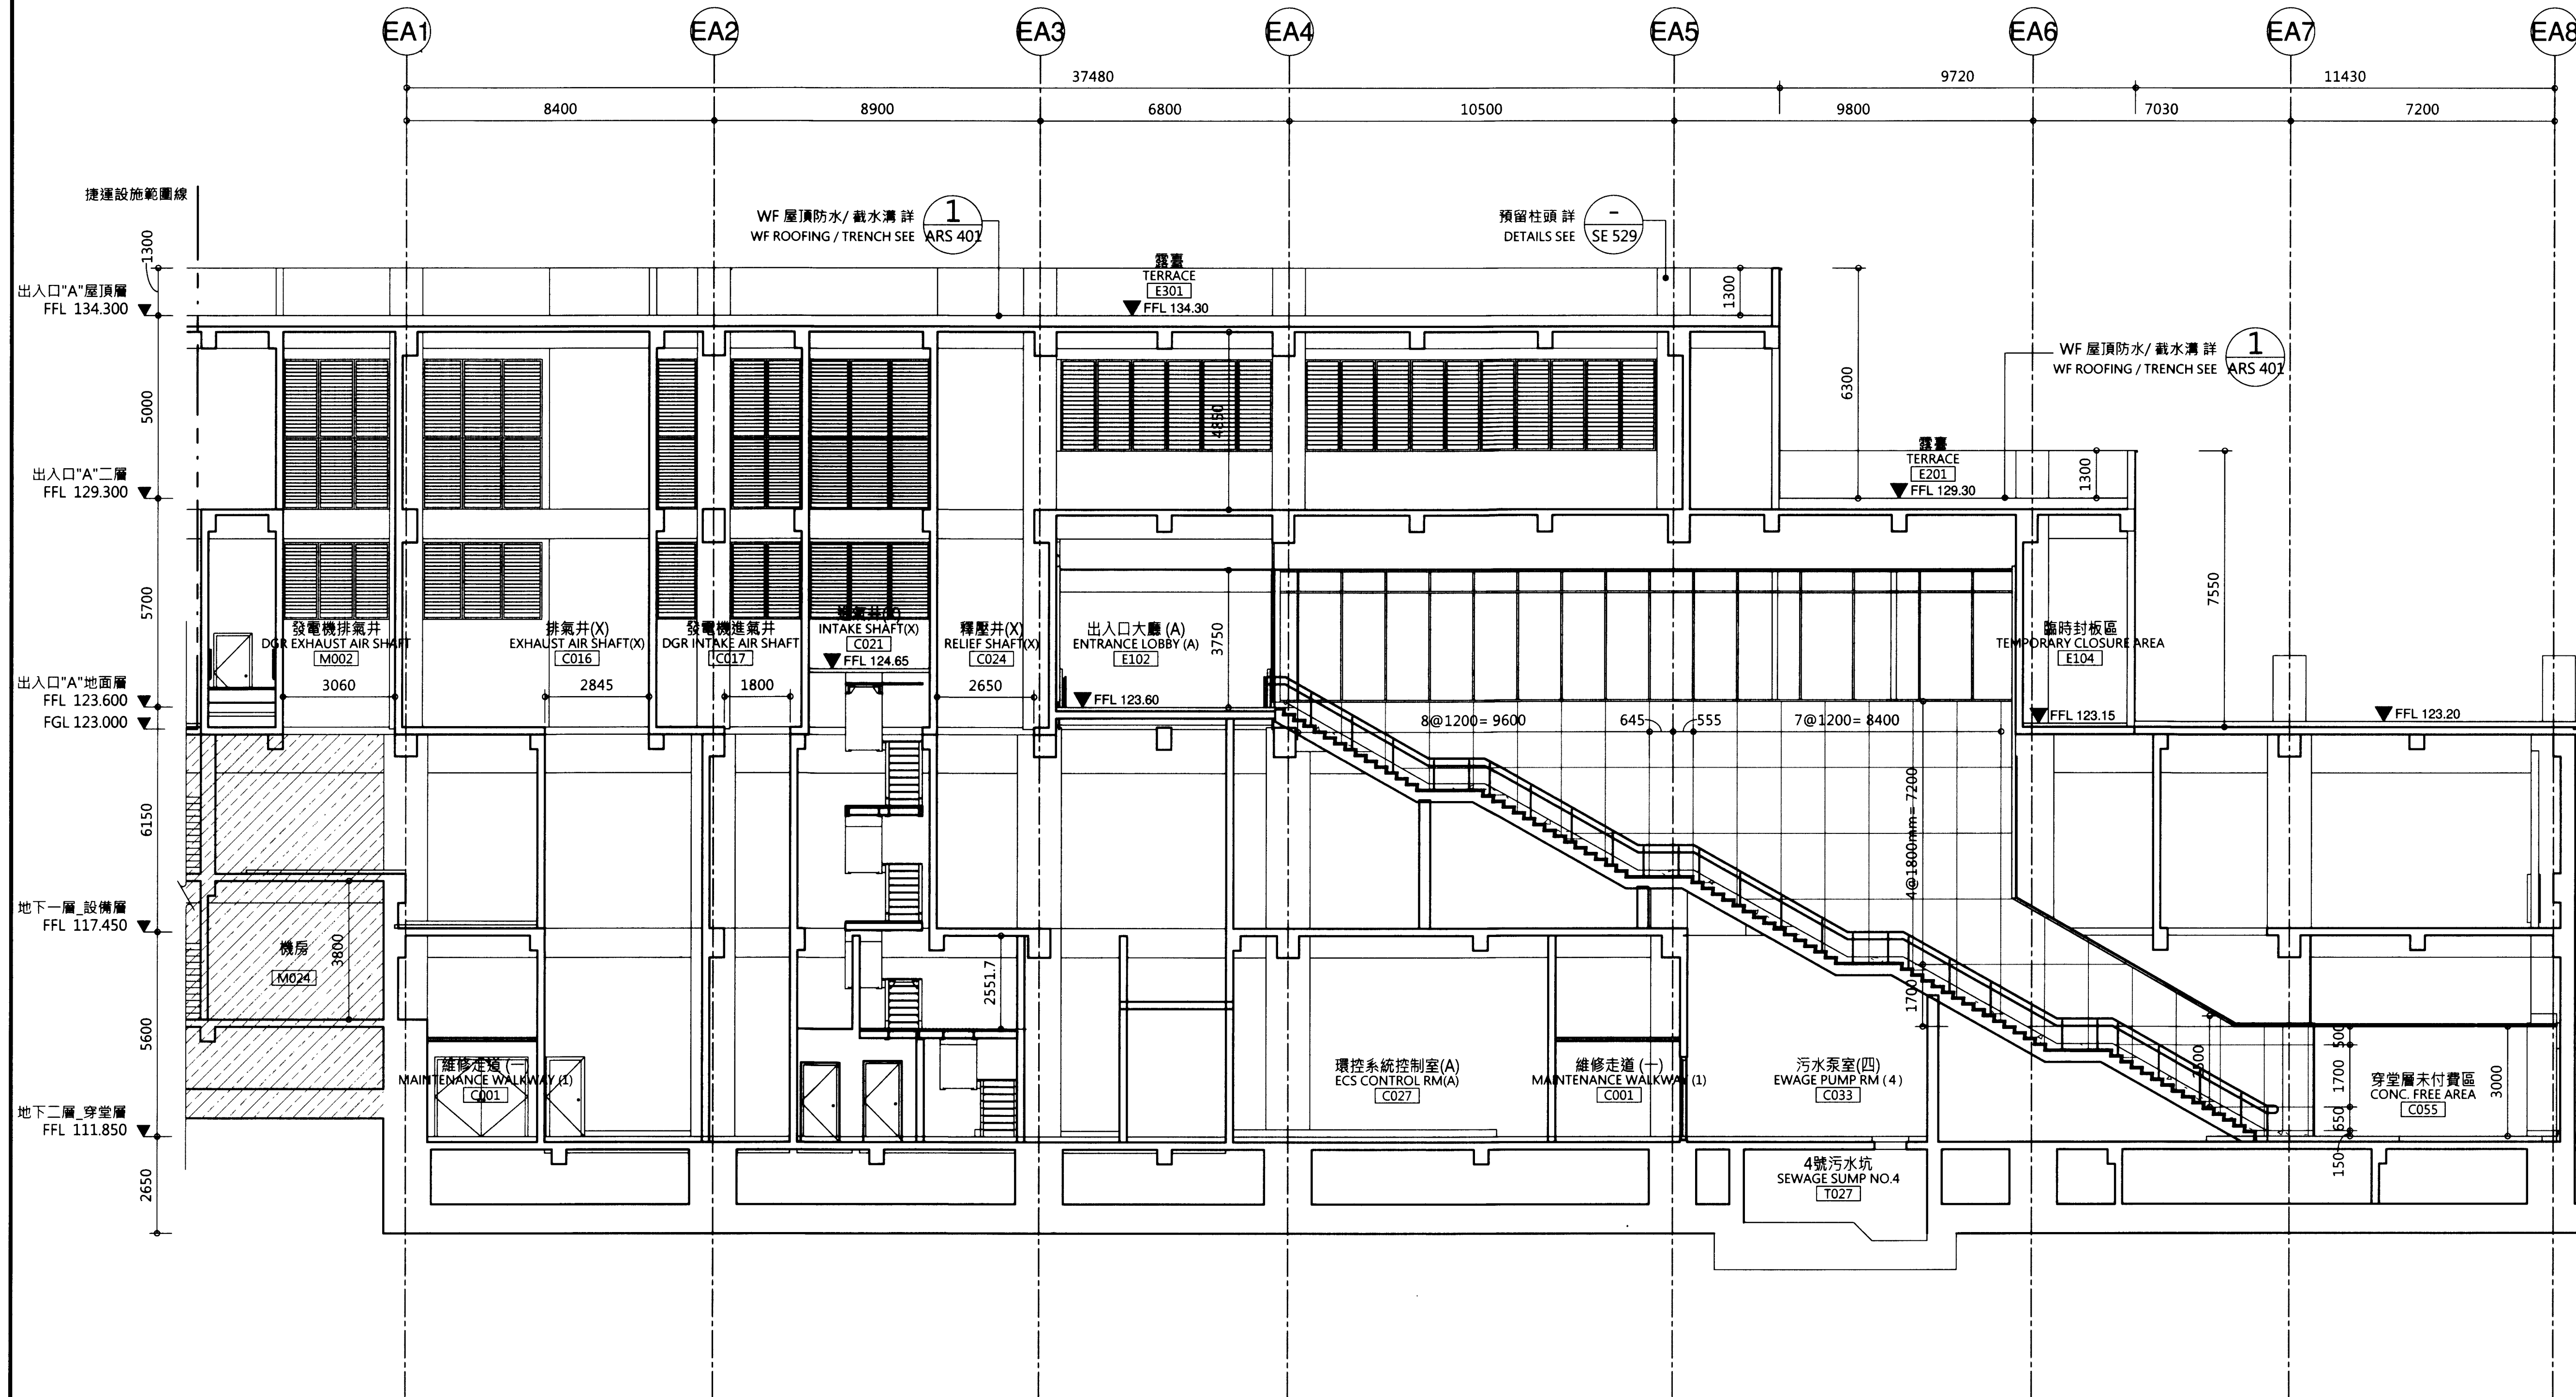 EA1 EA2 EA3 EA4 EA5 EA6 EA7 EA8
37480 9720 11430
8400 8900 6800 10500 9800 7030 7200
捷運設施範圍線
WF 屋頂防水/ 截水溝 詳
WF ROOFING / TRENCH SEE
1
ARS 401
預留柱頭 詳
DETAILS SEE
-
SE 529
1300
露臺
TERRACE
E301
FFL 134.30
1300
出入口"A"屋頂層
FFL 134.300
WF 屋頂防水/ 截水溝 詳
WF ROOFING / TRENCH SEE
1
ARS 401
5000
4850
6300
露臺
TERRACE
E201
FFL 129.30
1300
出入口"A"二層
FFL 129.300
5700
7550
發電機排氣井
DGR EXHAUST AIR SHAFT
M002
3060
排氣井(X)
EXHAUST AIR SHAFT(X)
C016
2845
發電機進氣井
DGR INTAKE AIR SHAFT
C017
1800
INTAKE SHAFT(X)
C021
FFL 124.65
釋壓井(X)
RELIEF SHAFT(X)
C024
2650
出入口大廳 (A)
ENTRANCE LOBBY (A)
E102
3750
FFL 123.60
臨時封板區
TEMPORARY CLOSURE AREA
E104
FFL 123.15
FFL 123.20
出入口"A"地面層
FFL 123.600
FGL 123.000
8@1200= 9600
645
555
7@1200= 8400
4@1800mm= 7200
6150
地下一層_設備層
FFL 117.450
機房
M024
3800
2551.7
1700
5600
維修走道 (一
MAINTENANCE WALKWAY (1)
C001
環控系統控制室(A)
ECS CONTROL RM(A)
C027
維修走道 (一)
MAINTENANCE WALKWAY (1)
C001
污水泵室(四)
EWAGE PUMP RM ( 4 )
C033
500
1700
650
150
穿堂層未付費區
CONC. FREE AREA
C055
3000
地下二層_穿堂層
FFL 111.850
2650
4號污水坑
SEWAGE SUMP NO.4
T027